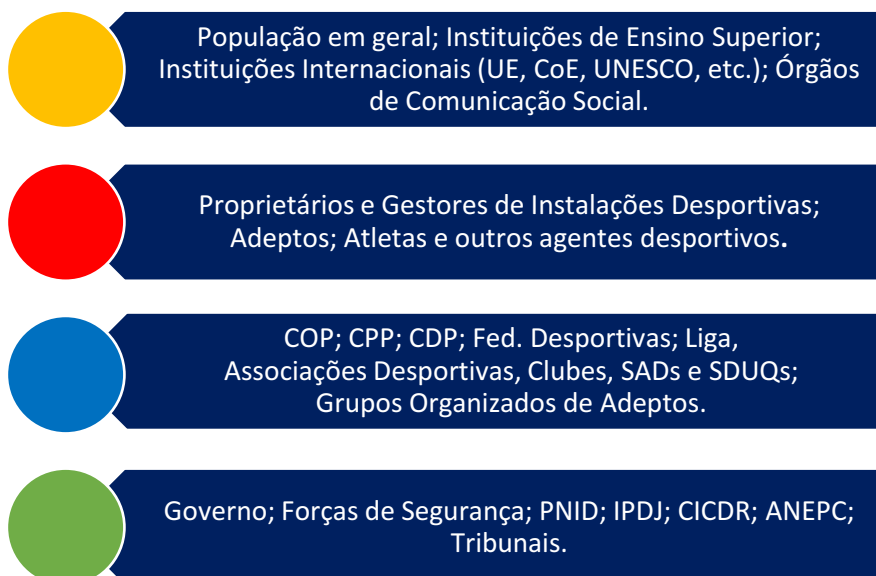 População em geral; Instituições de Ensino Superior;
Instituições Internacionais (UE, CoE, UNESCO, etc.); Órgãos
de Comunicação Social.
Proprietários e Gestores de Instalações Desportivas;
Adeptos; Atletas e outros agentes desportivos.
COP; CPP; CDP; Fed. Desportivas; Liga,
Associações Desportivas, Clubes, SADs e SDUQs;
Grupos Organizados de Adeptos.
Governo; Forças de Segurança; PNID; IPDJ; CICDR; ANEPC;
Tribunais.